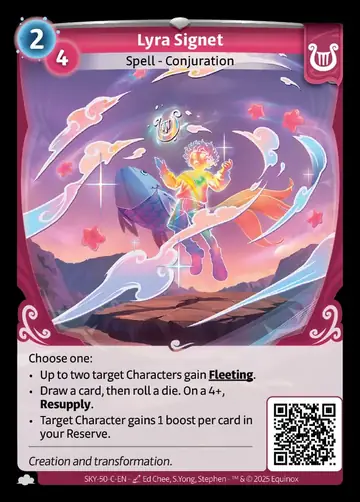 2
4
Lyra Signet
Spell - Conjuration
Choose one:
• Up to two target Characters gain Fleeting.
• Draw a card, then roll a die. On a 4+,
Resupply.
• Target Character gains 1 boost per card in
your Reserve.
Creation and transformation.
SKY-50-C-EN - Ed Chee, S.Yong, Stephen - ™ & © 2025 Equinox